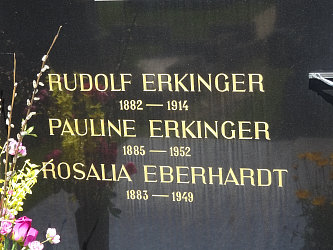 RUDOLF ERKINGER
1882 — 1914
PAULINE ERKINGER
1885 — 1952
ROSALIA EBERHARDT
1883 — 1949